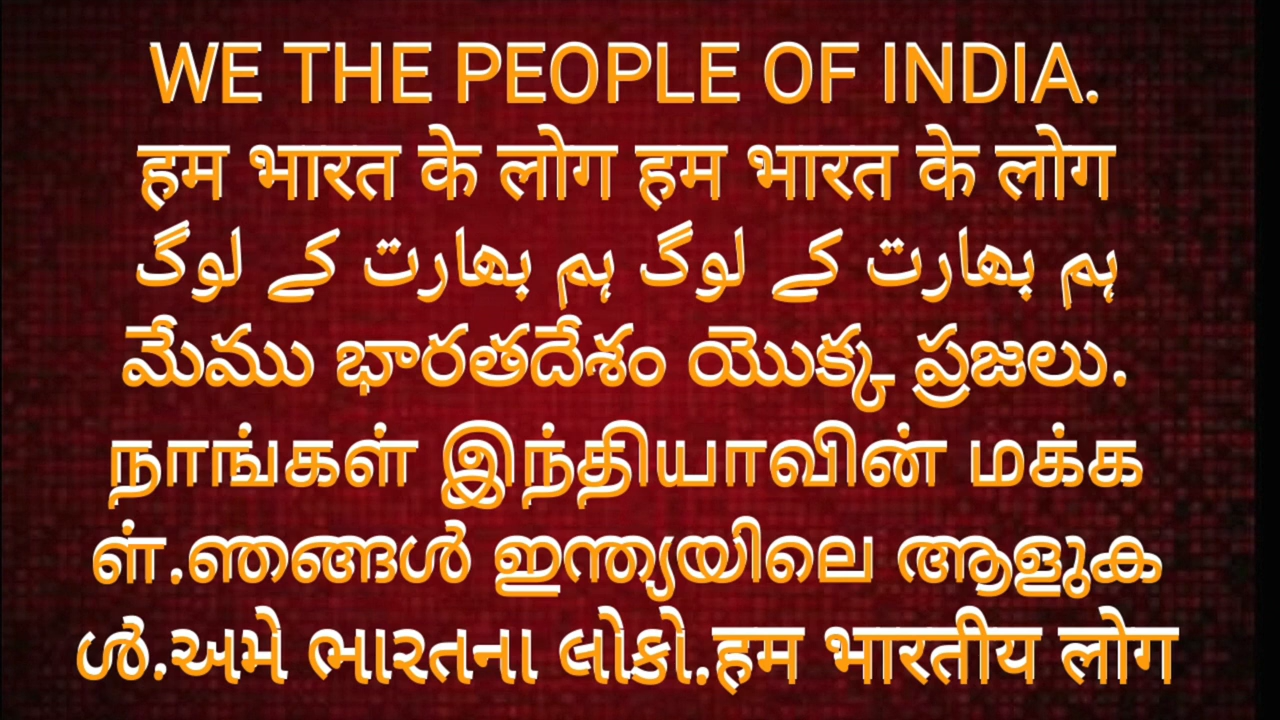 WE THE PEOPLE OF INDIA.
हम भारत के लोग हम भारत के लोग
ہم بھارت کے لوگ ہم بھارت کے لوگ
మేము భారతదేశం యొక్క ప్రజలు.
நாங்கள் இந்தியாவின் மக்க
ள்.ഞങ്ങൾ ഇന്ത്യയിലെ ആളുക
ൾ.અમે ભારતના લોકો.हम भारतीय लोग